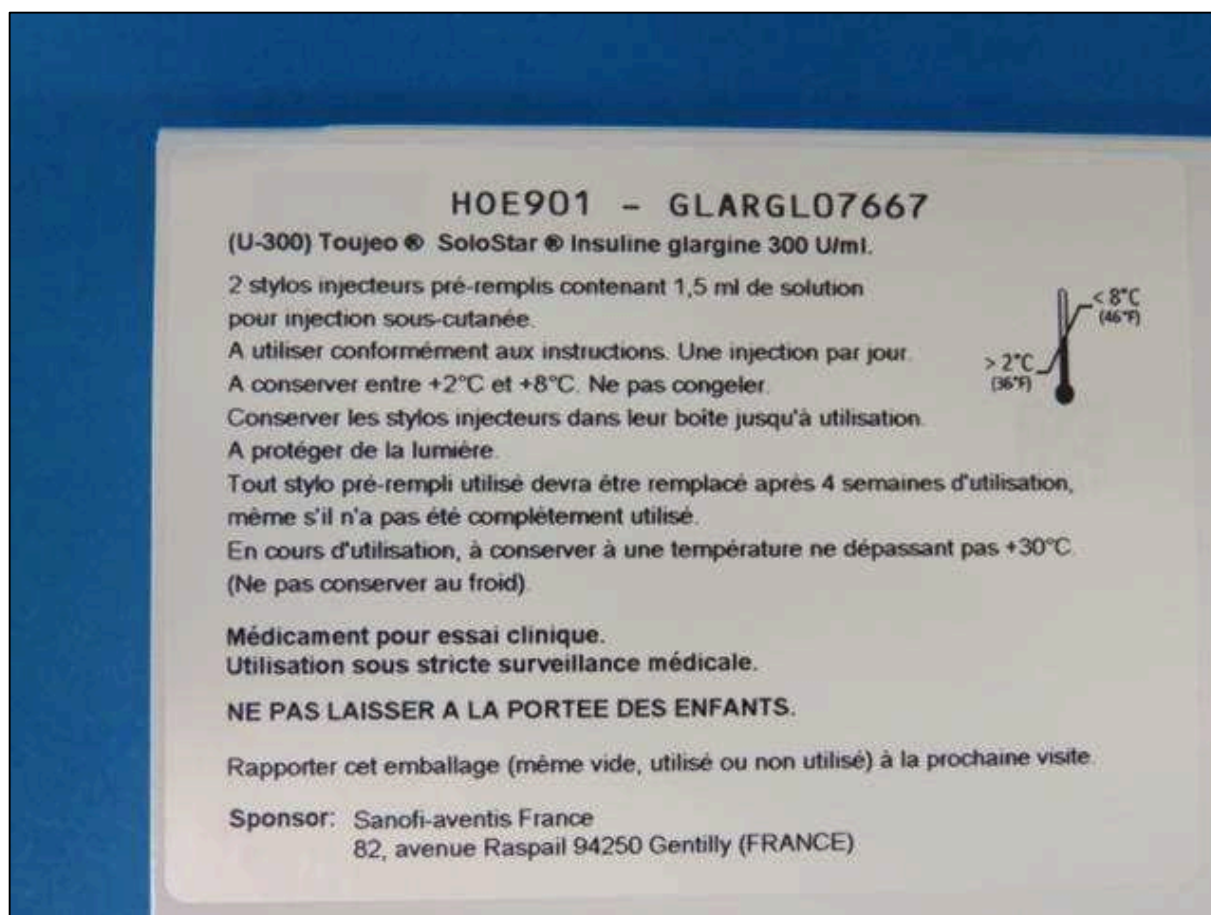 HOE901 - GLARGL07667
(U-300) Toujeo ® SoloStar ® Insuline glargine 300 U/ml.
2 stylos injecteurs pré-remplis contenant 1,5 ml de solution
pour injection sous-cutanée.
A utiliser conformément aux instructions. Une injection par jour.
A conserver entre +2°C et +8°C. Ne pas congeler.
< 8°C
(46°F)
> 2°C
(36°F)
Conserver les stylos injecteurs dans leur boîte jusqu'à utilisation.
A protéger de la lumière.
Tout stylo pré-rempli utilisé devra être remplacé après 4 semaines d'utilisation,
même s'il n'a pas été complètement utilisé.
En cours d'utilisation, à conserver à une température ne dépassant pas +30°C.
(Ne pas conserver au froid).
Médicament pour essai clinique.
Utilisation sous stricte surveillance médicale.
NE PAS LAISSER A LA PORTEE DES ENFANTS.
Rapporter cet emballage (même vide, utilisé ou non utilisé) à la prochaine visite.
Sponsor: Sanofi-aventis France
82, avenue Raspail 94250 Gentilly (FRANCE)